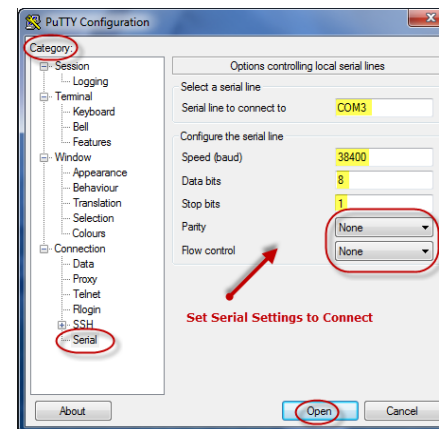 PuTTY Configuration
Category:
Session
Logging
Terminal
Keyboard
Bell
Features
Window
Appearance
Behaviour
Translation
Selection
Colours
Connection
Data
Proxy
Telnet
Rlogin
SSH
Serial
Options controlling local serial lines
Select a serial line
Serial line to connect to COM3
Configure the serial line
Speed (baud) 38400
Data bits 8
Stop bits 1
Parity None
Flow control None
Set Serial Settings to Connect
About Open Cancel